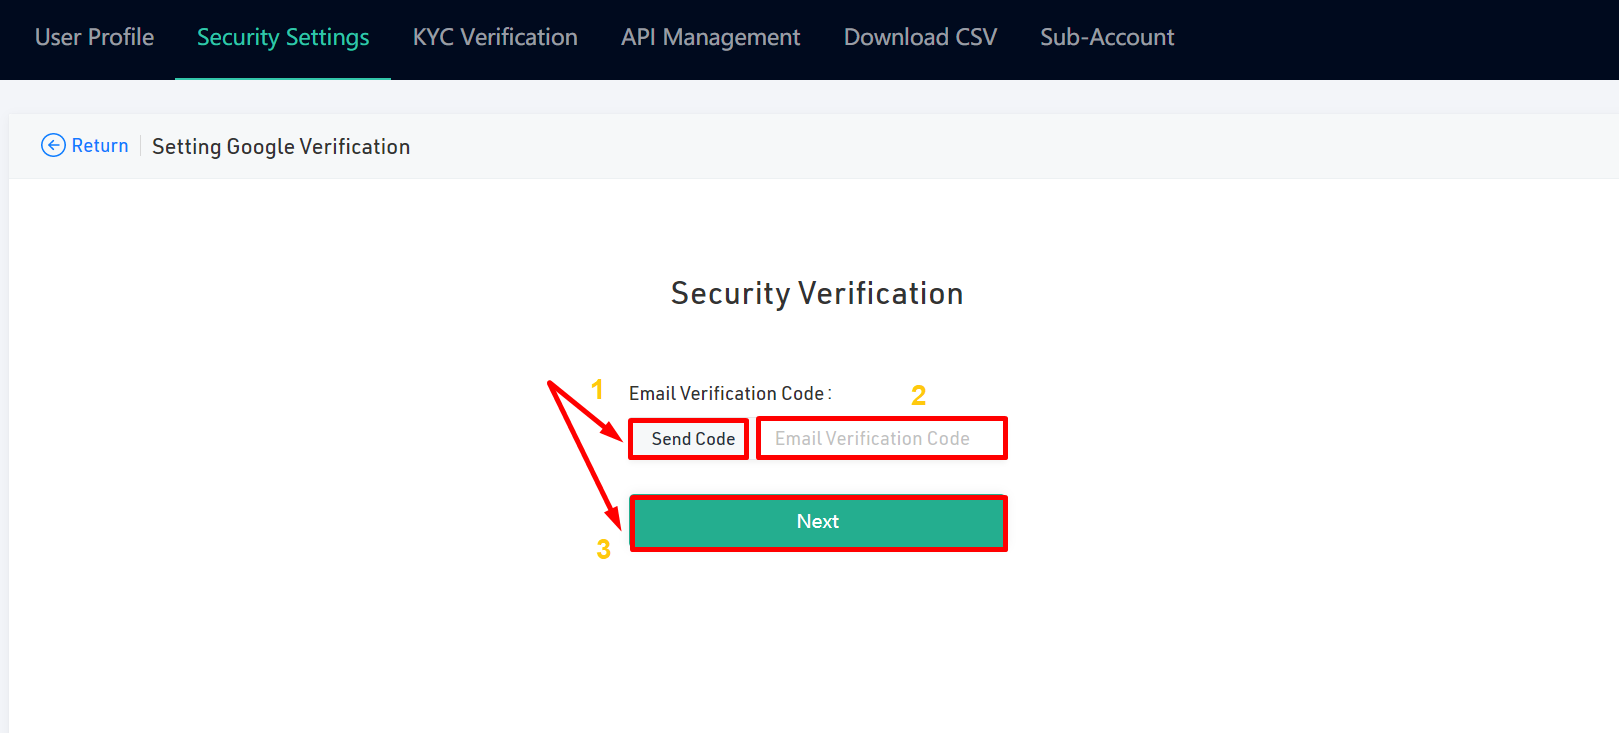 User Profile Security Settings KYC Verification API Management Download CSV Sub-Account
Return Setting Google Verification
Security Verification
1 Email Verification Code: 2
Send Code Email Verification Code
Next
3